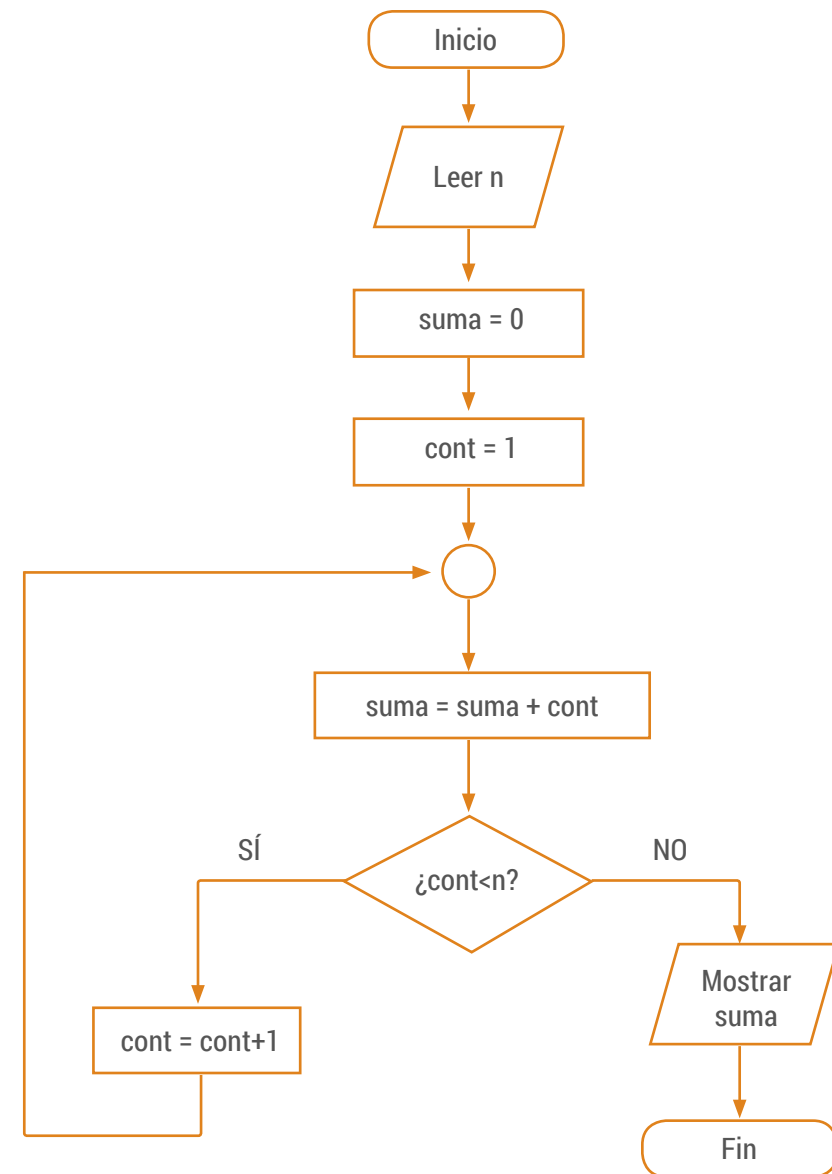 Inicio
Leer n
suma = 0
cont = 1
suma = suma + cont
SÍ
NO
¿cont<n?
Mostrar
suma
cont = cont+1
Fin